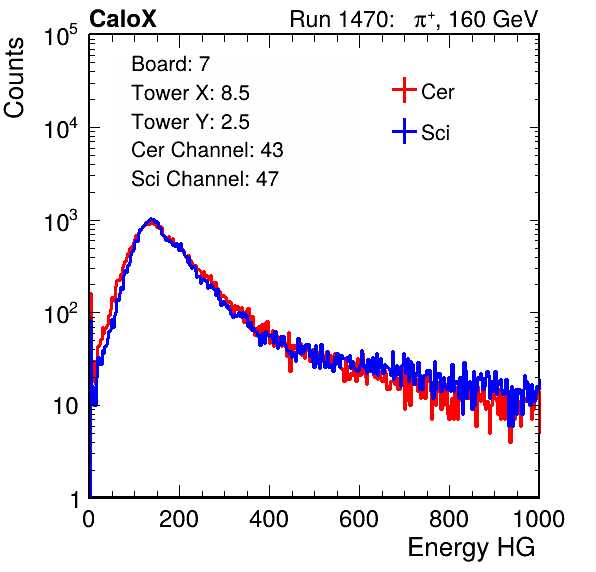 CaloX Run 1470: π⁺, 160 GeV
Counts
10⁵
10⁴
10³
10²
10
1
Board: 7
Tower X: 8.5
Tower Y: 2.5
Cer Channel: 43
Sci Channel: 47
Cer
Sci
0 200 400 600 800 1000
Energy HG